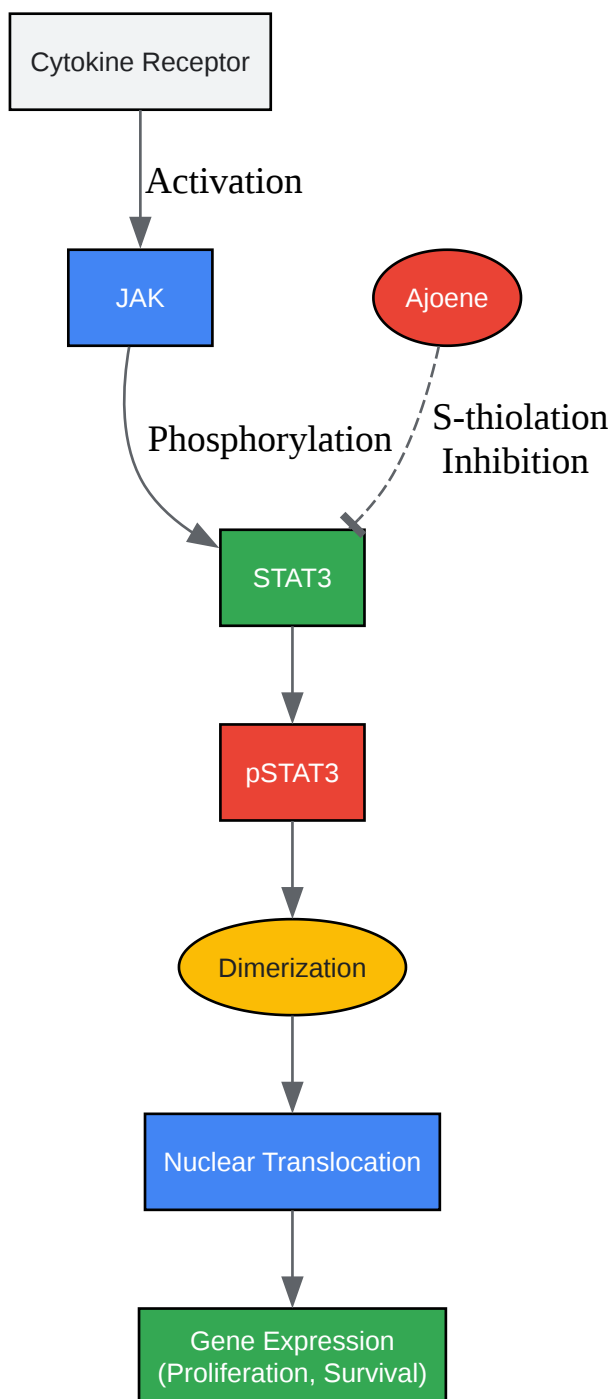 Cytokine Receptor
Activation
JAK
Ajoene
Phosphorylation
S-thiolation
Inhibition
STAT3
pSTAT3
Dimerization
Nuclear Translocation
Gene Expression
(Proliferation, Survival)